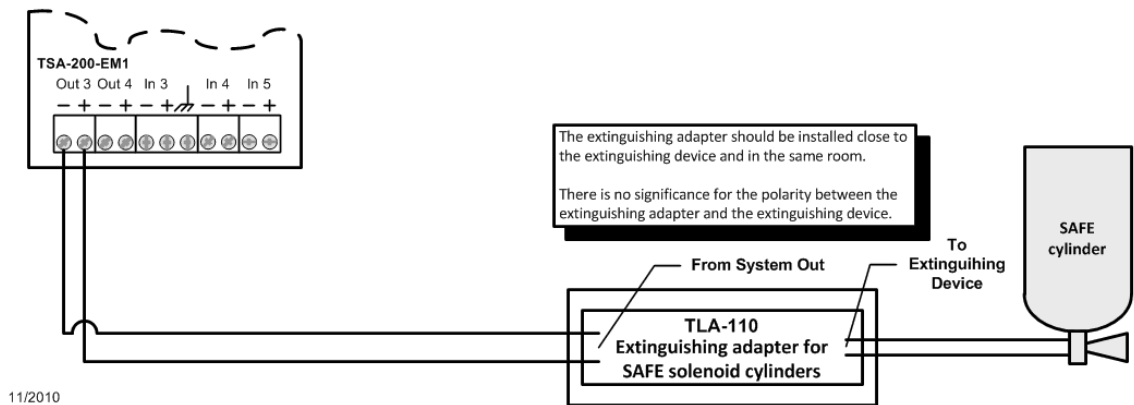 TSA-200-EM1
Out 3 Out 4 In 3 In 4 In 5
− + − + − + − + − +
The extinguishing adapter should be installed close to
the extinguishing device and in the same room.
There is no significance for the polarity between the
extinguishing adapter and the extinguishing device.
SAFE
cylinder
From System Out
To
Extinguihing
Device
TLA-110
Extinguishing adapter for
SAFE solenoid cylinders
11/2010